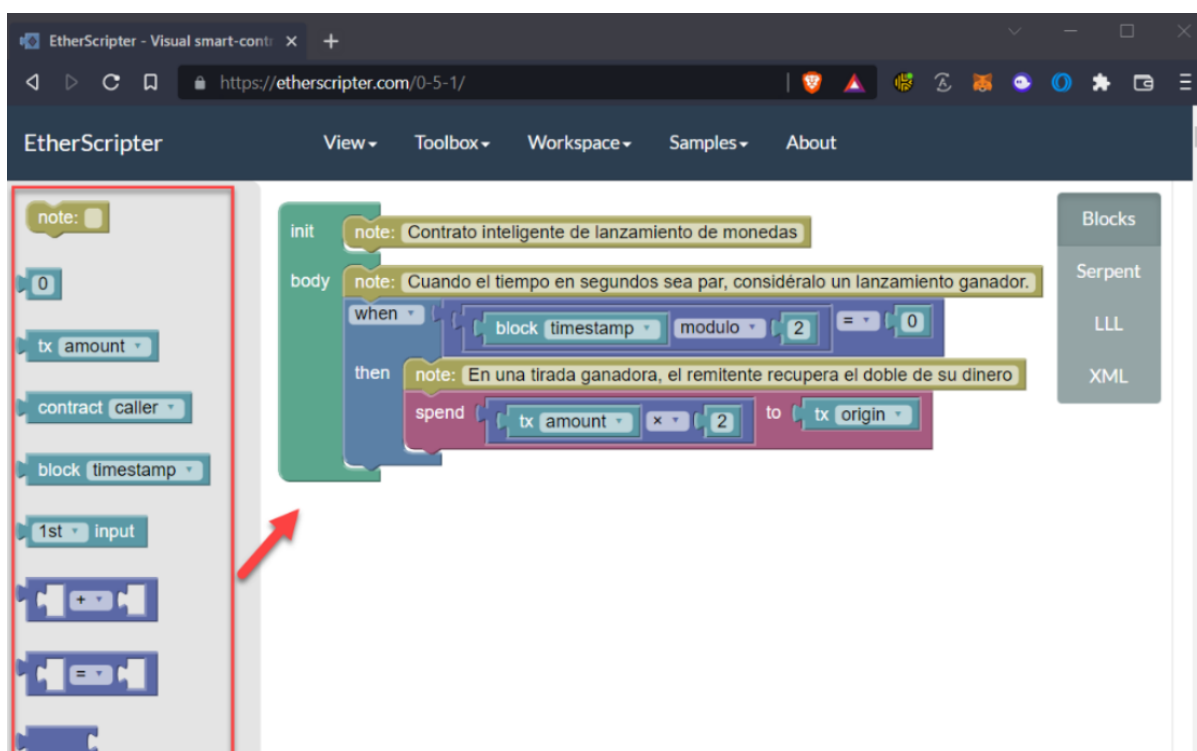 EtherScripter - Visual smart-contr
https://etherscripter.com/0-5-1/
EtherScripter View Toolbox Workspace Samples About
note:
0
tx amount
contract caller
block timestamp
1st input
+
=
init note: Contrato inteligente de lanzamiento de monedas
body note: Cuando el tiempo en segundos sea par, considéralo un lanzamiento ganador.
when block timestamp modulo 2 = 0
then note: En una tirada ganadora, el remitente recupera el doble de su dinero
spend tx amount × 2 to tx origin
Blocks
Serpent
LLL
XML